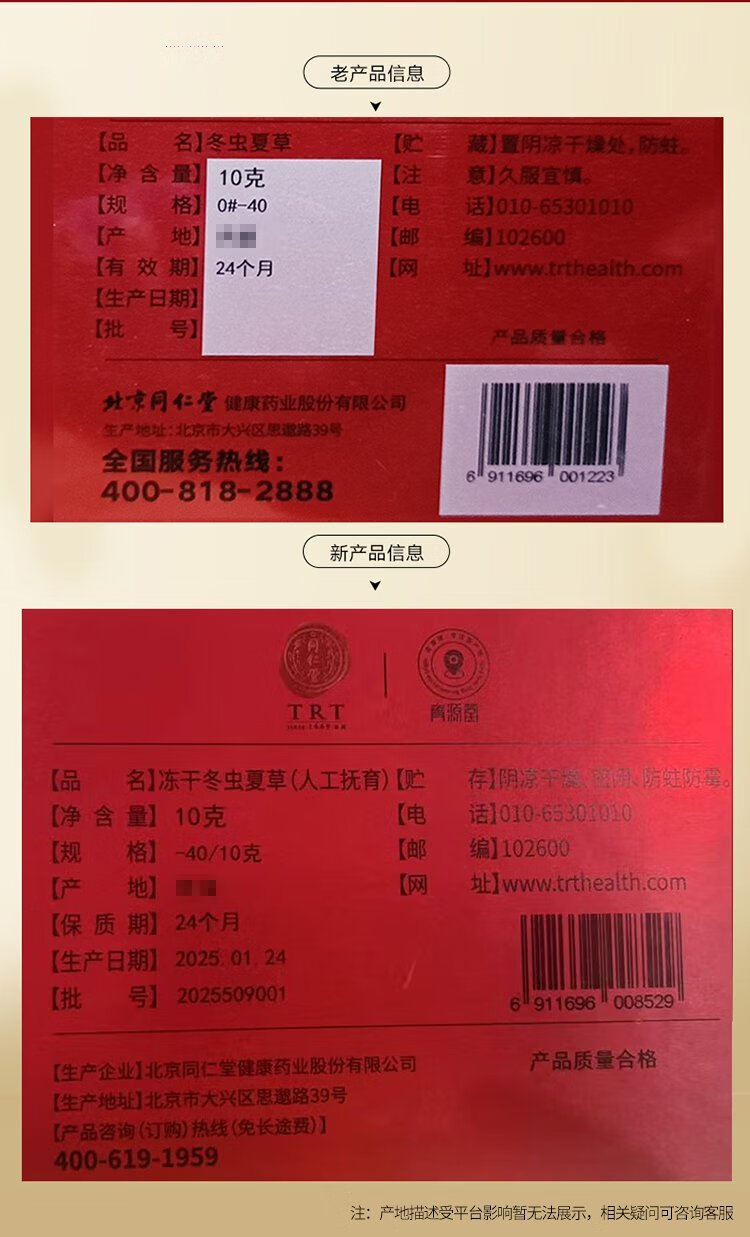 老产品信息
【品 名】冬虫夏草
【净含量】10克
【规 格】0#-40
【产 地】
【有效期】24个月
【生产日期】
【批 号】
【贮 藏】置阴凉干燥处,防蛀。
【注 意】久服宜慎。
【电 话】010-65301010
【邮 编】102600
【网 址】www.trthealth.com
产品质量合格
北京同仁堂 健康药业股份有限公司
生产地址:北京市大兴区思邈路39号
全国服务热线:
400-818-2888
6 911696 001223
新产品信息
同仁堂
TRT
【品 名】冻干冬虫夏草(人工抚育)
【净含量】10克
【规 格】-40/10克
【产 地】
【保质期】24个月
【生产日期】2025.01.24
【批 号】2025509001
【贮 存】阴凉干燥、密闭、防蛀防霉。
【电 话】010-65301010
【邮 编】102600
【网 址】www.trthealth.com
6 911696 008529
产品质量合格
【生产企业】北京同仁堂健康药业股份有限公司
【生产地址】北京市大兴区思邈路39号
【产品咨询(订购)热线(免长途费)】
400-619-1959
注：产地描述受平台影响暂无法展示，相关疑问可咨询客服